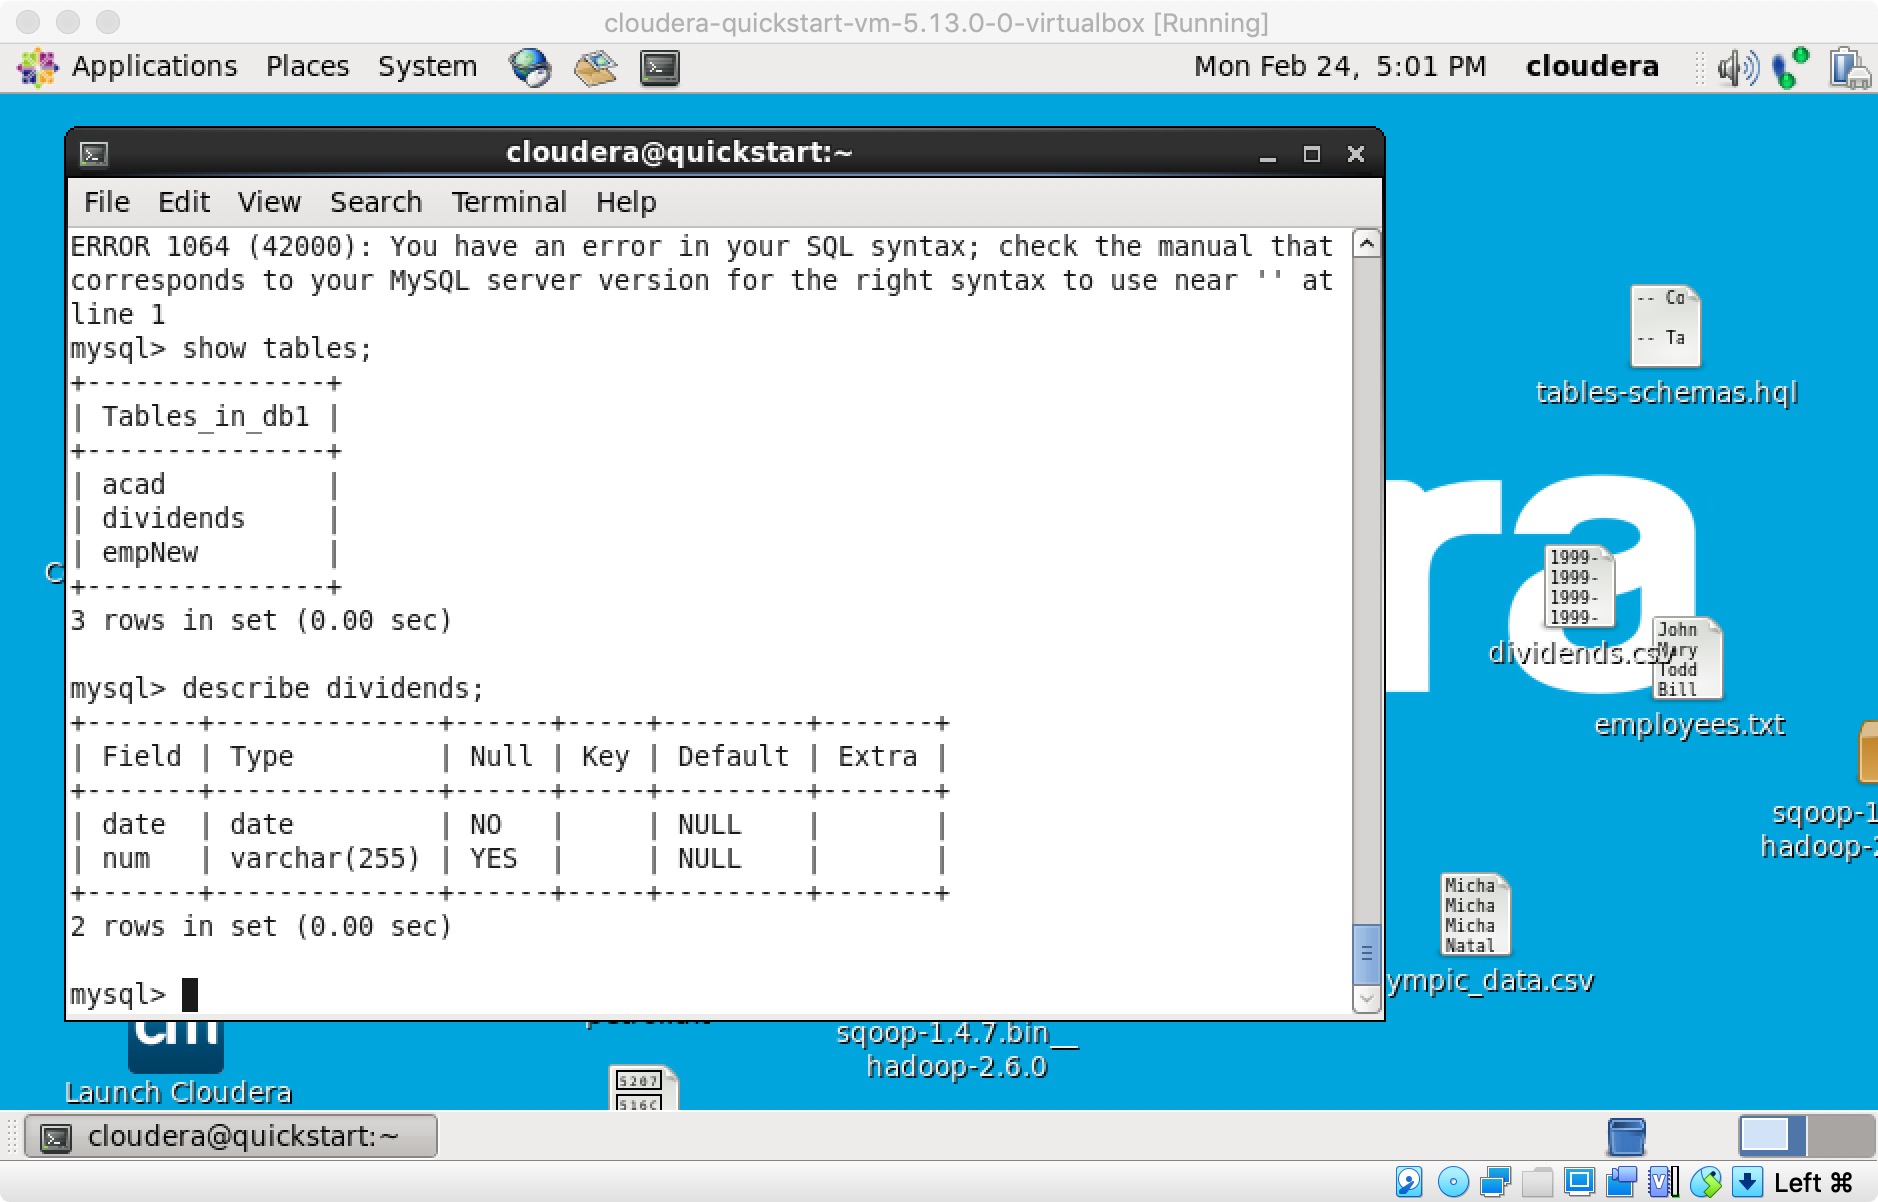 cloudera-quickstart-vm-5.13.0-0-virtualbox [Running]
Applications Places System Mon Feb 24, 5:01 PM cloudera
cloudera@quickstart:~
File Edit View Search Terminal Help
ERROR 1064 (42000): You have an error in your SQL syntax; check the manual that
corresponds to your MySQL server version for the right syntax to use near '' at
line 1
mysql> show tables;
+---------------+
| Tables_in_db1 |
+---------------+
| acad          |
| dividends     |
| empNew        |
+---------------+
3 rows in set (0.00 sec)
mysql> describe dividends;
+-------+--------------+------+-----+---------+-------+
| Field | Type         | Null | Key | Default | Extra |
+-------+--------------+------+-----+---------+-------+
| date  | date         | NO   |     | NULL    |       |
| num   | varchar(255) | YES  |     | NULL    |       |
+-------+--------------+------+-----+---------+-------+
2 rows in set (0.00 sec)
mysql>
-- Co
-- Ta
tables-schemas.hql
ra
C
1999-
1999-
1999-
1999-
dividends.csv
John
Mary
Todd
Bill
employees.txt
sqoop-1
hadoop-2
Micha
Micha
Micha
Natal
ympic_data.csv
cm
Launch Cloudera
sqoop-1.4.7.bin__
hadoop-2.6.0
5207
516C
cloudera@quickstart:~
Left ⌘